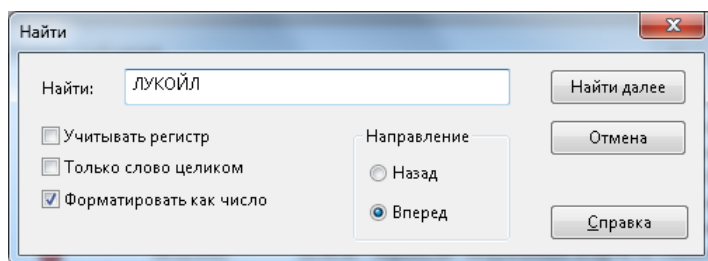 Найти
Найти: ЛУКОЙЛ Найти далее
Учитывать регистр Направление Отмена
Только слово целиком Назад
Форматировать как число Вперед Справка